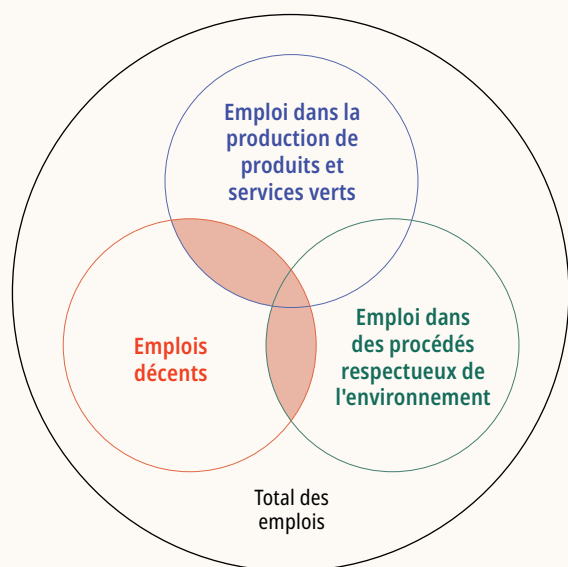 Emploi dans la
production de
produits et
services verts
Emplois
décents
Emploi dans
des procédés
respectueux de
l'environnement
Total des
emplois